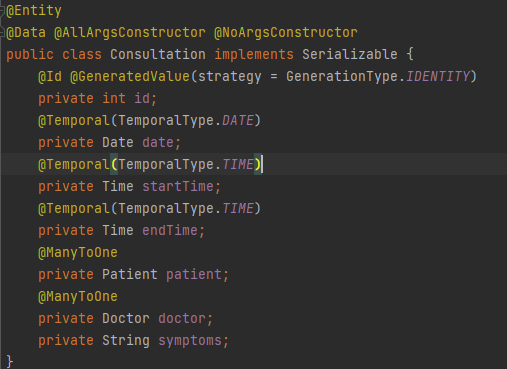 @Entity
@Data @AllArgsConstructor @NoArgsConstructor
public class Consultation implements Serializable {
    @Id @GeneratedValue(strategy = GenerationType.IDENTITY)
    private int id;
    @Temporal(TemporalType.DATE)
    private Date date;
    @Temporal(TemporalType.TIME)
    private Time startTime;
    @Temporal(TemporalType.TIME)
    private Time endTime;
    @ManyToOne
    private Patient patient;
    @ManyToOne
    private Doctor doctor;
    private String symptoms;
}